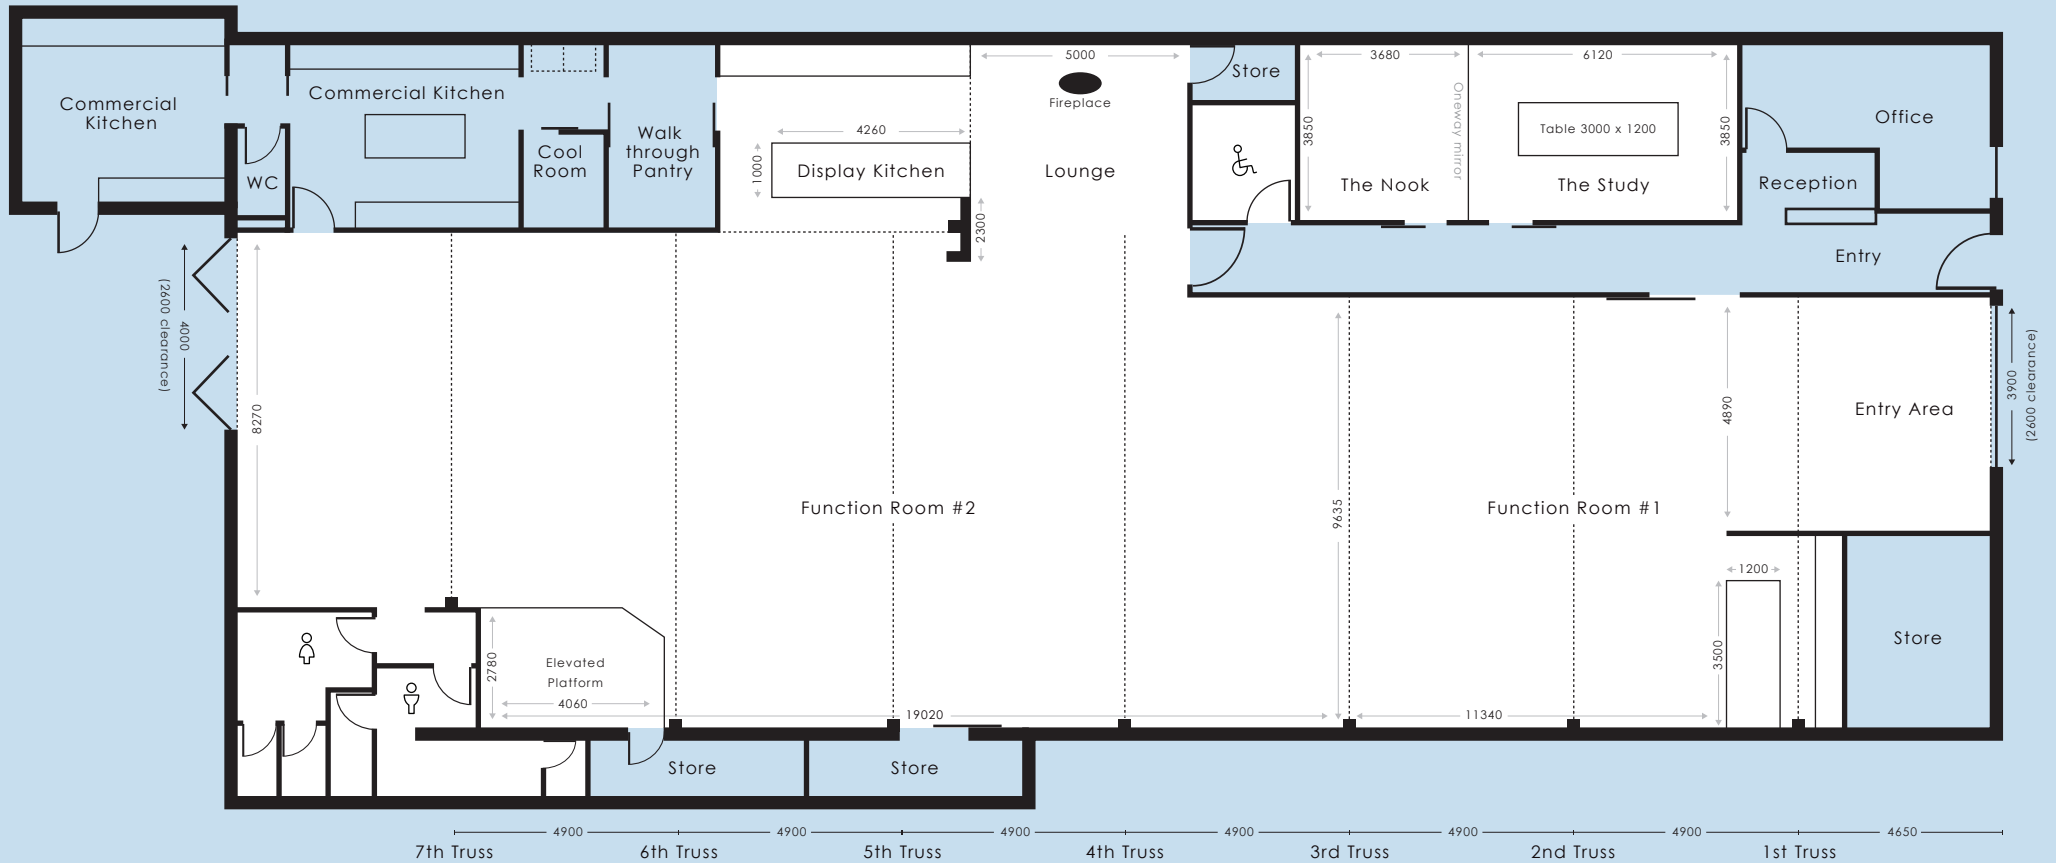 Commercial
Kitchen
Commercial Kitchen
WC
Cool
Room
Walk
through
Pantry
4260
1000
Display Kitchen
2300
5000
Fireplace
Lounge
Store
3680
3850
Oneway mirror
The Nook
6120
3850
Table 3000 x 1200
The Study
Office
Reception
Entry
4000
(2600 clearance)
8270
4890
Entry Area
3900
(2600 clearance)
Function Room #2
9635
Function Room #1
1200
3500
Store
2780
Elevated
Platform
4060
19020
11340
Store
Store
4900
4900
4900
4900
4900
4900
4650
7th Truss
6th Truss
5th Truss
4th Truss
3rd Truss
2nd Truss
1st Truss